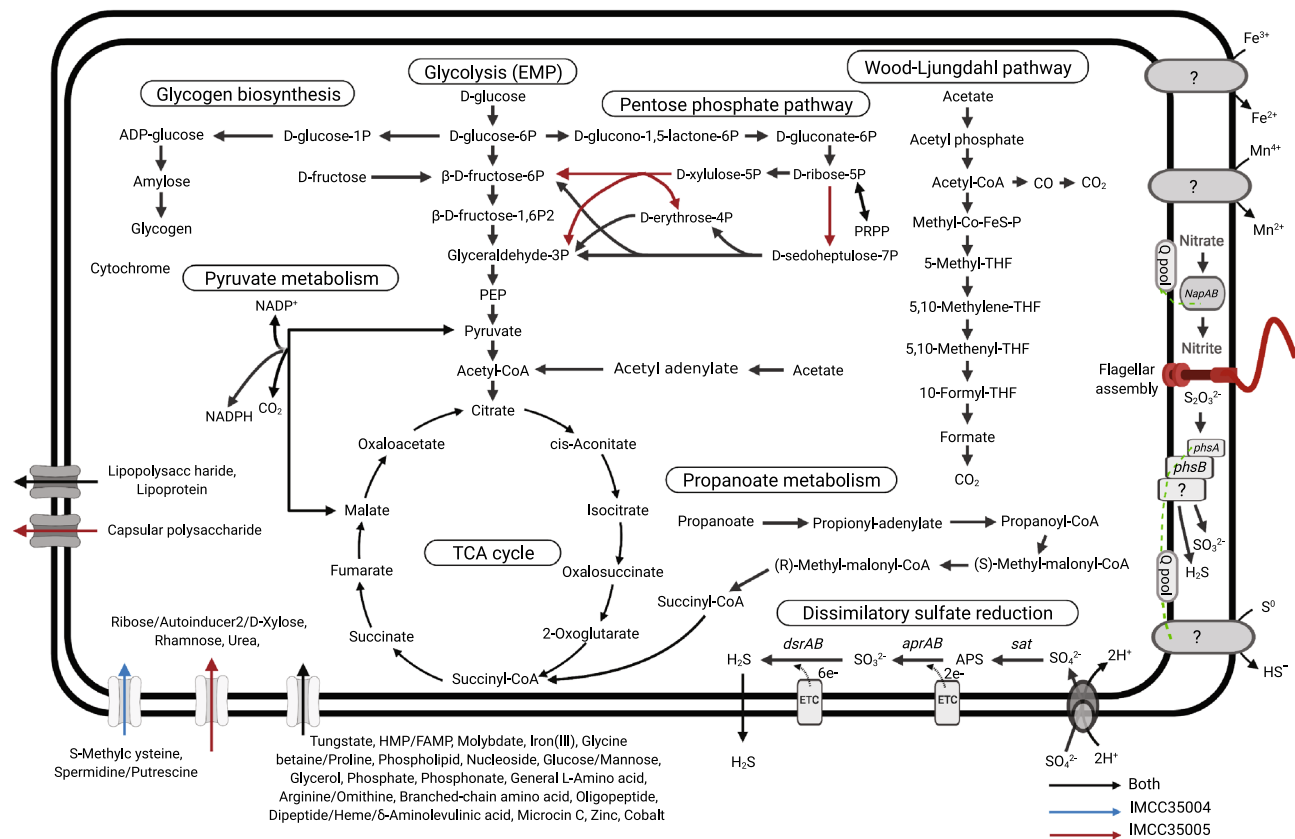 Glycolysis (EMP)
Wood-Ljungdahl pathway
Glycogen biosynthesis
Pentose phosphate pathway
D-glucose
ADP-glucose
D-glucose-1P
D-glucose-6P
D-glucono-1,5-lactone-6P
D-gluconate-6P
Amylose
D-fructose
β-D-fructose-6P
D-xylulose-5P
D-ribose-5P
Glycogen
β-D-fructose-1,6P2
D-erythrose-4P
PRPP
Glyceraldehyde-3P
D-sedoheptulose-7P
Cytochrome
Pyruvate metabolism
PEP
NADP⁺
Pyruvate
Acetyl-CoA
Acetyl adenylate
Acetate
NADPH
CO₂
Citrate
Oxaloacetate
cis-Aconitate
Malate
Isocitrate
TCA cycle
Fumarate
Oxalosuccinate
Succinate
2-Oxoglutarate
Succinyl-CoA
Acetate
Acetyl phosphate
Acetyl-CoA
CO
CO₂
Methyl-Co-FeS-P
5-Methyl-THF
5,10-Methylene-THF
5,10-Methenyl-THF
10-Formyl-THF
Formate
CO₂
Propanoate metabolism
Propanoate
Propionyl-adenylate
Propanoyl-CoA
(R)-Methyl-malonyl-CoA
(S)-Methyl-malonyl-CoA
Succinyl-CoA
Dissimilatory sulfate reduction
dsrAB
aprAB
sat
H₂S
SO₃²⁻
APS
SO₄²⁻
2H⁺
6e-
2e-
ETC
ETC
H₂S
SO₄²⁻
2H⁺
Fe³⁺
?
Fe²⁺
Mn⁴⁺
?
Mn²⁺
Q pool
Nitrate
NapAB
Nitrite
Flagellar
assembly
S₂O₃²⁻
phsA
phsB
?
SO₃²⁻
H₂S
Q pool
S⁰
?
HS⁻
Lipopolysacc haride,
Lipoprotein
Capsular polysaccharide
Ribose/Autoinducer2/D-Xylose,
Rhamnose, Urea,
S-Methylc ysteine,
Spermidine/Putrescine
Tungstate, HMP/FAMP, Molybdate, Iron(III), Glycine
betaine/Proline, Phospholipid, Nucleoside, Glucose/Mannose,
Glycerol, Phosphate, Phosphonate, General L-Amino acid,
Arginine/Ornithine, Branched-chain amino acid, Oligopeptide,
Dipeptide/Heme/δ-Aminolevulinic acid, Microcin C, Zinc, Cobalt
Both
IMCC35004
IMCC35005